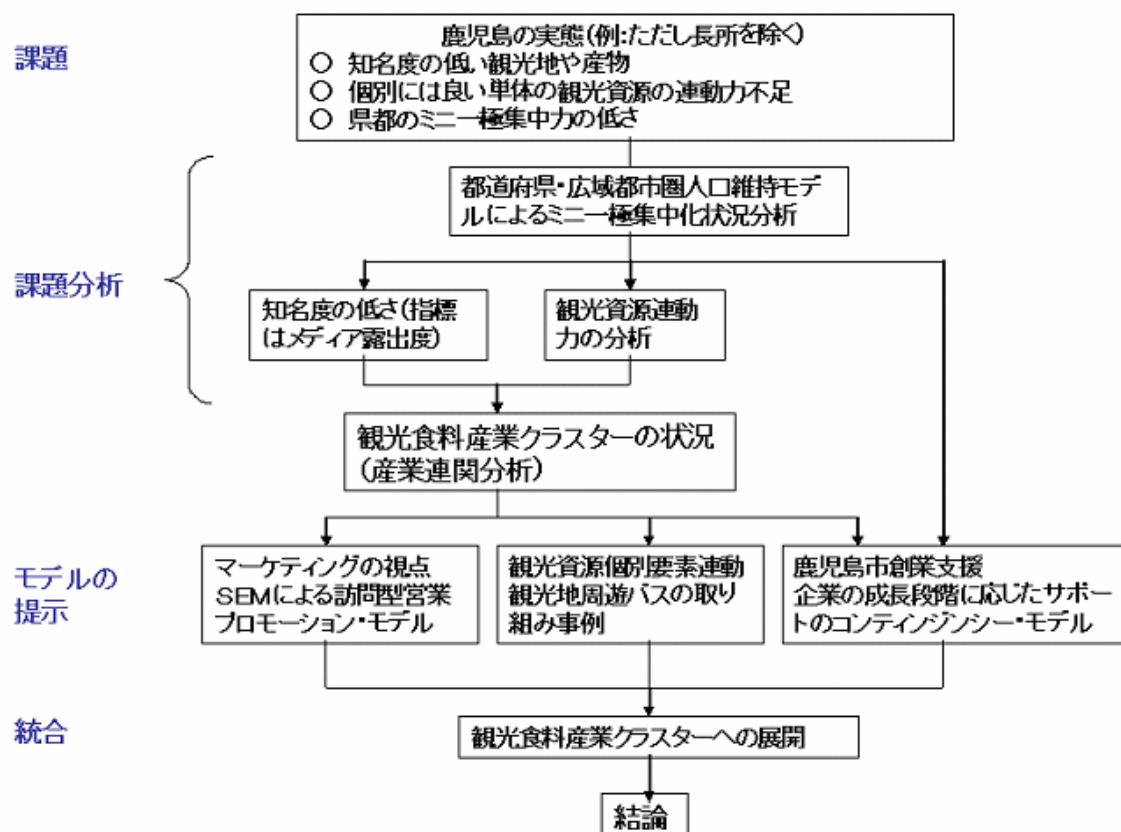 課題
鹿児島の実態(例:ただし長所を除く)
○ 知名度の低い観光地や産物
○ 個別には良い単体の観光資源の連動力不足
○ 県都のミニ一極集中力の低さ
課題分析
都道府県・広域都市圏人口維持モデ
ルによるミニ一極集中化状況分析
知名度の低さ(指標
はメディア露出度)
観光資源連動
力の分析
観光食料産業クラスターの状況
(産業連関分析)
モデルの
提示
マーケティングの視点
SEMによる訪問型営業
プロモーション・モデル
観光資源個別要素連動
観光地周遊バスの取り
組み事例
鹿児島市創業支援
企業の成長段階に応じたサポー
トのコンティンジンシー・モデル
統合
観光食料産業クラスターへの展開
結論